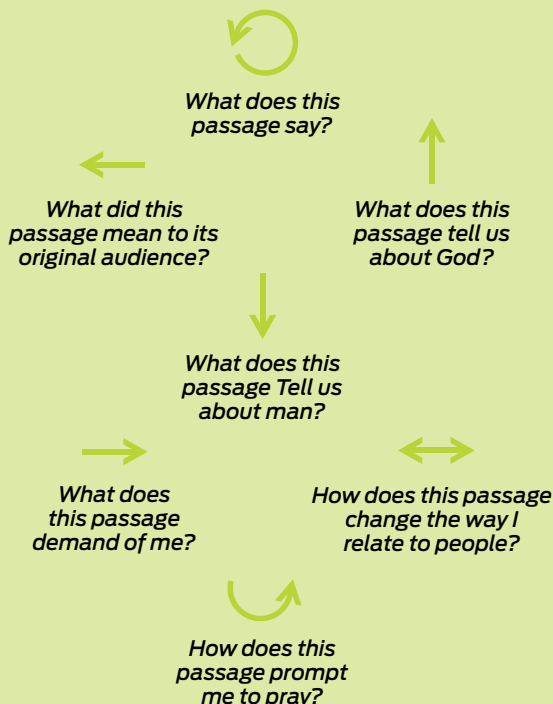 What does this
passage say?
What did this
passage mean to its
original audience?
What does this
passage tell us
about God?
What does this
passage Tell us
about man?
What does
this passage
demand of me?
How does this passage
change the way I
relate to people?
How does this
passage prompt
me to pray?